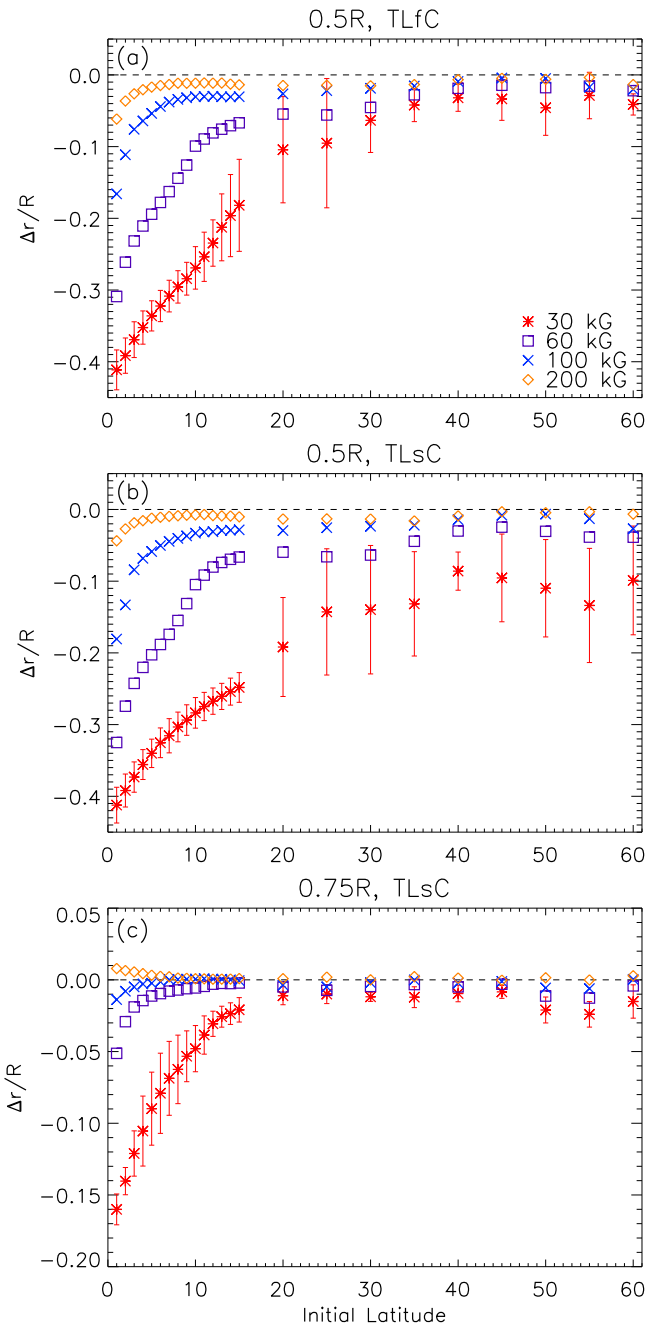 0.5R, TLfC
(a)
0.0
−0.1
−0.2
−0.3
−0.4
Δr/R
30 kG
60 kG
100 kG
200 kG
0 10 20 30 40 50 60
0.5R, TLsC
(b)
0.0
−0.1
−0.2
−0.3
−0.4
Δr/R
0 10 20 30 40 50 60
0.75R, TLsC
(c)
0.05
0.00
−0.05
−0.10
−0.15
−0.20
Δr/R
0 10 20 30 40 50 60
Initial Latitude